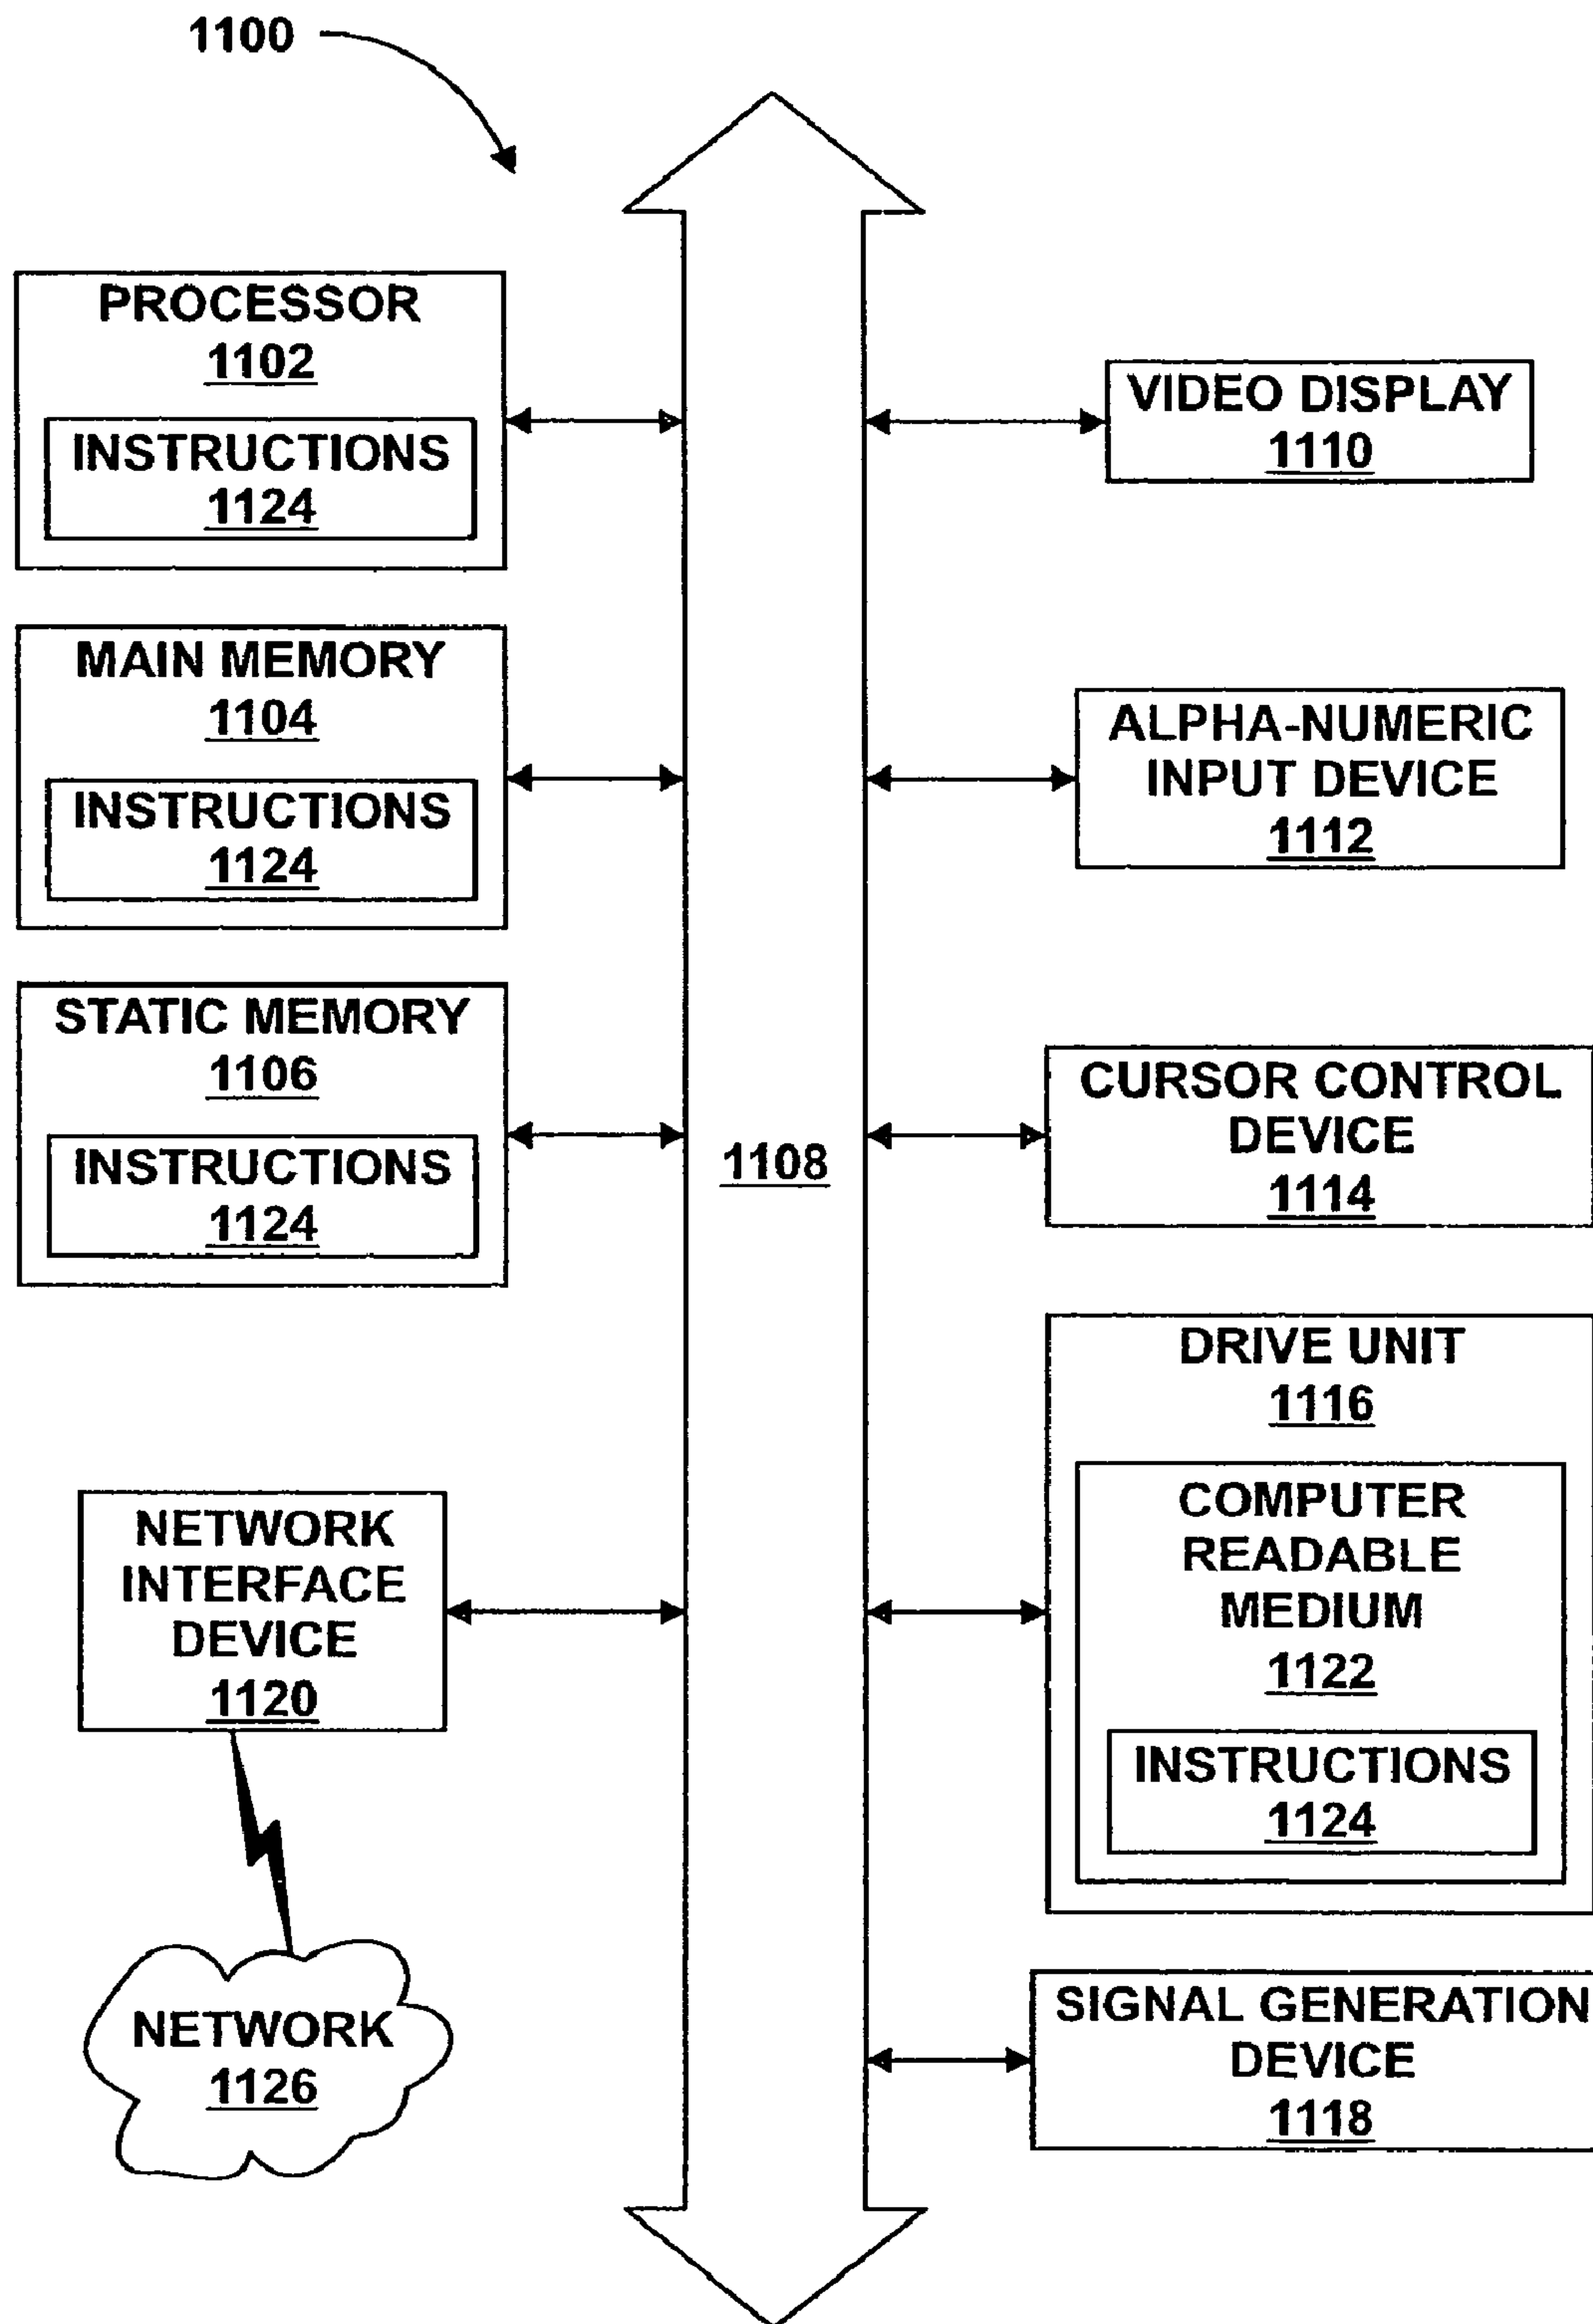 1100
PROCESSOR
1102
INSTRUCTIONS
1124
MAIN MEMORY
1104
INSTRUCTIONS
1124
STATIC MEMORY
1106
INSTRUCTIONS
1124
NETWORK
INTERFACE
DEVICE
1120
NETWORK
1126
1108
VIDEO DISPLAY
1110
ALPHA-NUMERIC
INPUT DEVICE
1112
CURSOR CONTROL
DEVICE
1114
DRIVE UNIT
1116
COMPUTER
READABLE
MEDIUM
1122
INSTRUCTIONS
1124
SIGNAL GENERATION
DEVICE
1118